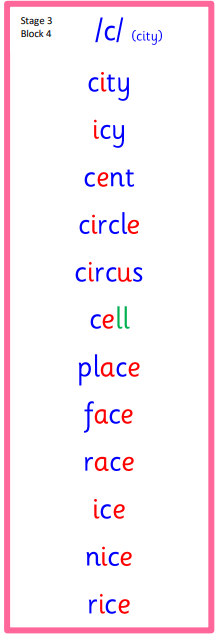 Stage 3
Block 4
/c/ (city)
city
icy
cent
circle
circus
cell
place
face
race
ice
nice
rice